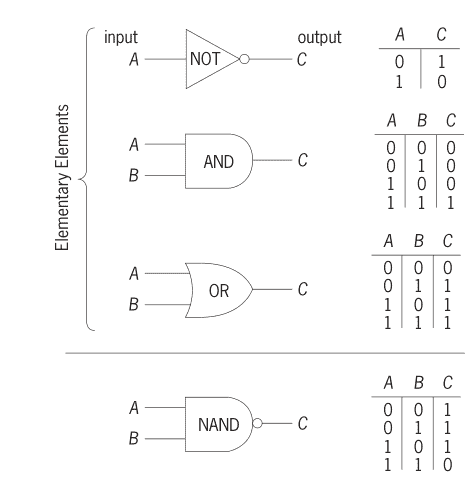 input output A C
A NOT C 0 1
1 0
Elementary Elements
A B C
A 0 0 0
AND C 0 1 0
B 1 0 0
1 1 1
A B C
A 0 0 0
OR C 0 1 1
B 1 0 1
1 1 1
A B C
A 0 0 1
NAND C 0 1 1
B 1 0 1
1 1 0